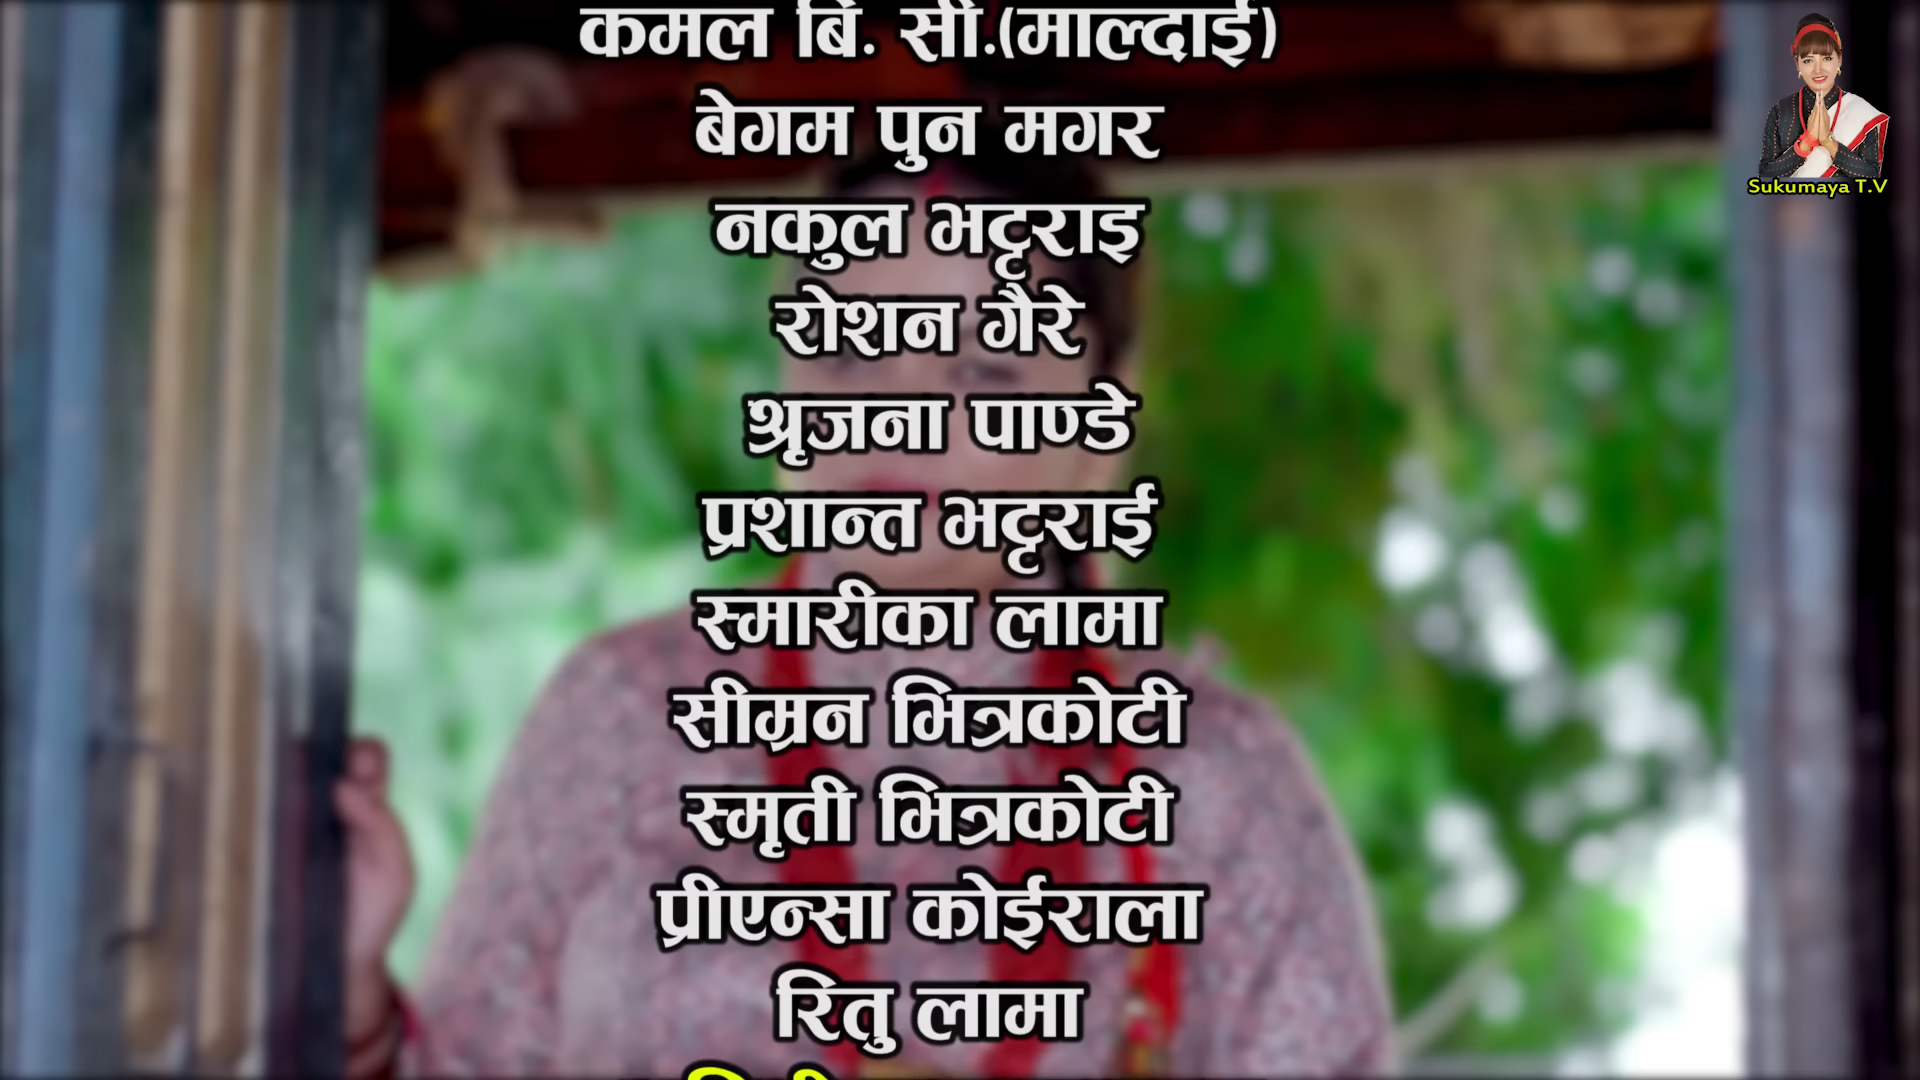 कमल बि. सी.(माल्दाई)
Sukumaya T.V
बेगम पुन मगर
नकुल भट्टराइ
रोशन गैरे
श्रृजना पाण्डे
प्रशान्त भट्टराई
स्मारीका लामा
सीम्रन भित्रकोटी
स्मृती भित्रकोटी
प्रीएन्सा कोईराला
रितु लामा